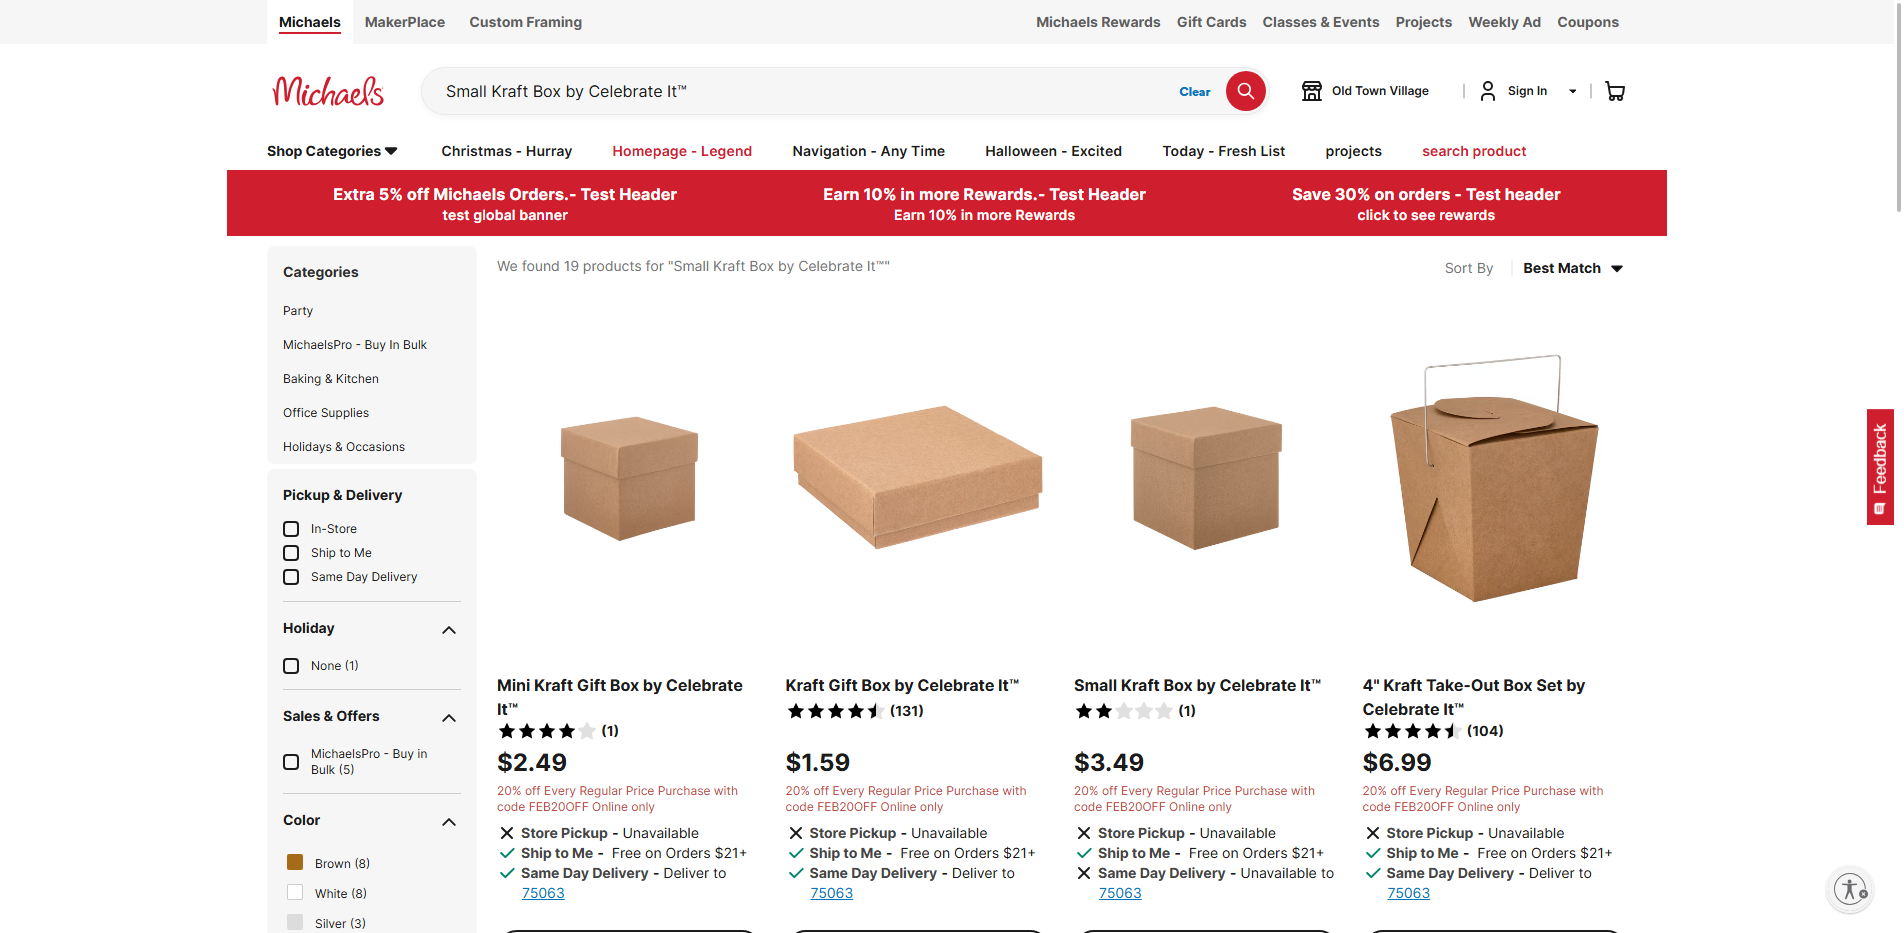 Michaels MakerPlace Custom Framing Michaels Rewards Gift Cards Classes & Events Projects Weekly Ad Coupons
Michaels Small Kraft Box by Celebrate It™ Clear Old Town Village Sign In
Shop Categories Christmas - Hurray Homepage - Legend Navigation - Any Time Halloween - Excited Today - Fresh List projects search product
Extra 5% off Michaels Orders.- Test Header
test global banner
Earn 10% in more Rewards.- Test Header
Earn 10% in more Rewards
Save 30% on orders - Test header
click to see rewards
Categories
Party
MichaelsPro - Buy In Bulk
Baking & Kitchen
Office Supplies
Holidays & Occasions
Pickup & Delivery
In-Store
Ship to Me
Same Day Delivery
Holiday
None (1)
Sales & Offers
MichaelsPro - Buy in
Bulk (5)
Color
Brown (8)
White (8)
Silver (3)
We found 19 products for "Small Kraft Box by Celebrate It™"
Sort By Best Match
Mini Kraft Gift Box by Celebrate
It™
(1)
$2.49
20% off Every Regular Price Purchase with
code FEB20OFF Online only
Store Pickup - Unavailable
Ship to Me - Free on Orders $21+
Same Day Delivery - Deliver to
75063
Kraft Gift Box by Celebrate It™
(131)
$1.59
20% off Every Regular Price Purchase with
code FEB20OFF Online only
Store Pickup - Unavailable
Ship to Me - Free on Orders $21+
Same Day Delivery - Deliver to
75063
Small Kraft Box by Celebrate It™
(1)
$3.49
20% off Every Regular Price Purchase with
code FEB20OFF Online only
Store Pickup - Unavailable
Ship to Me - Free on Orders $21+
Same Day Delivery - Unavailable to
75063
4" Kraft Take-Out Box Set by
Celebrate It™
(104)
$6.99
20% off Every Regular Price Purchase with
code FEB20OFF Online only
Store Pickup - Unavailable
Ship to Me - Free on Orders $21+
Same Day Delivery - Deliver to
75063
Feedback